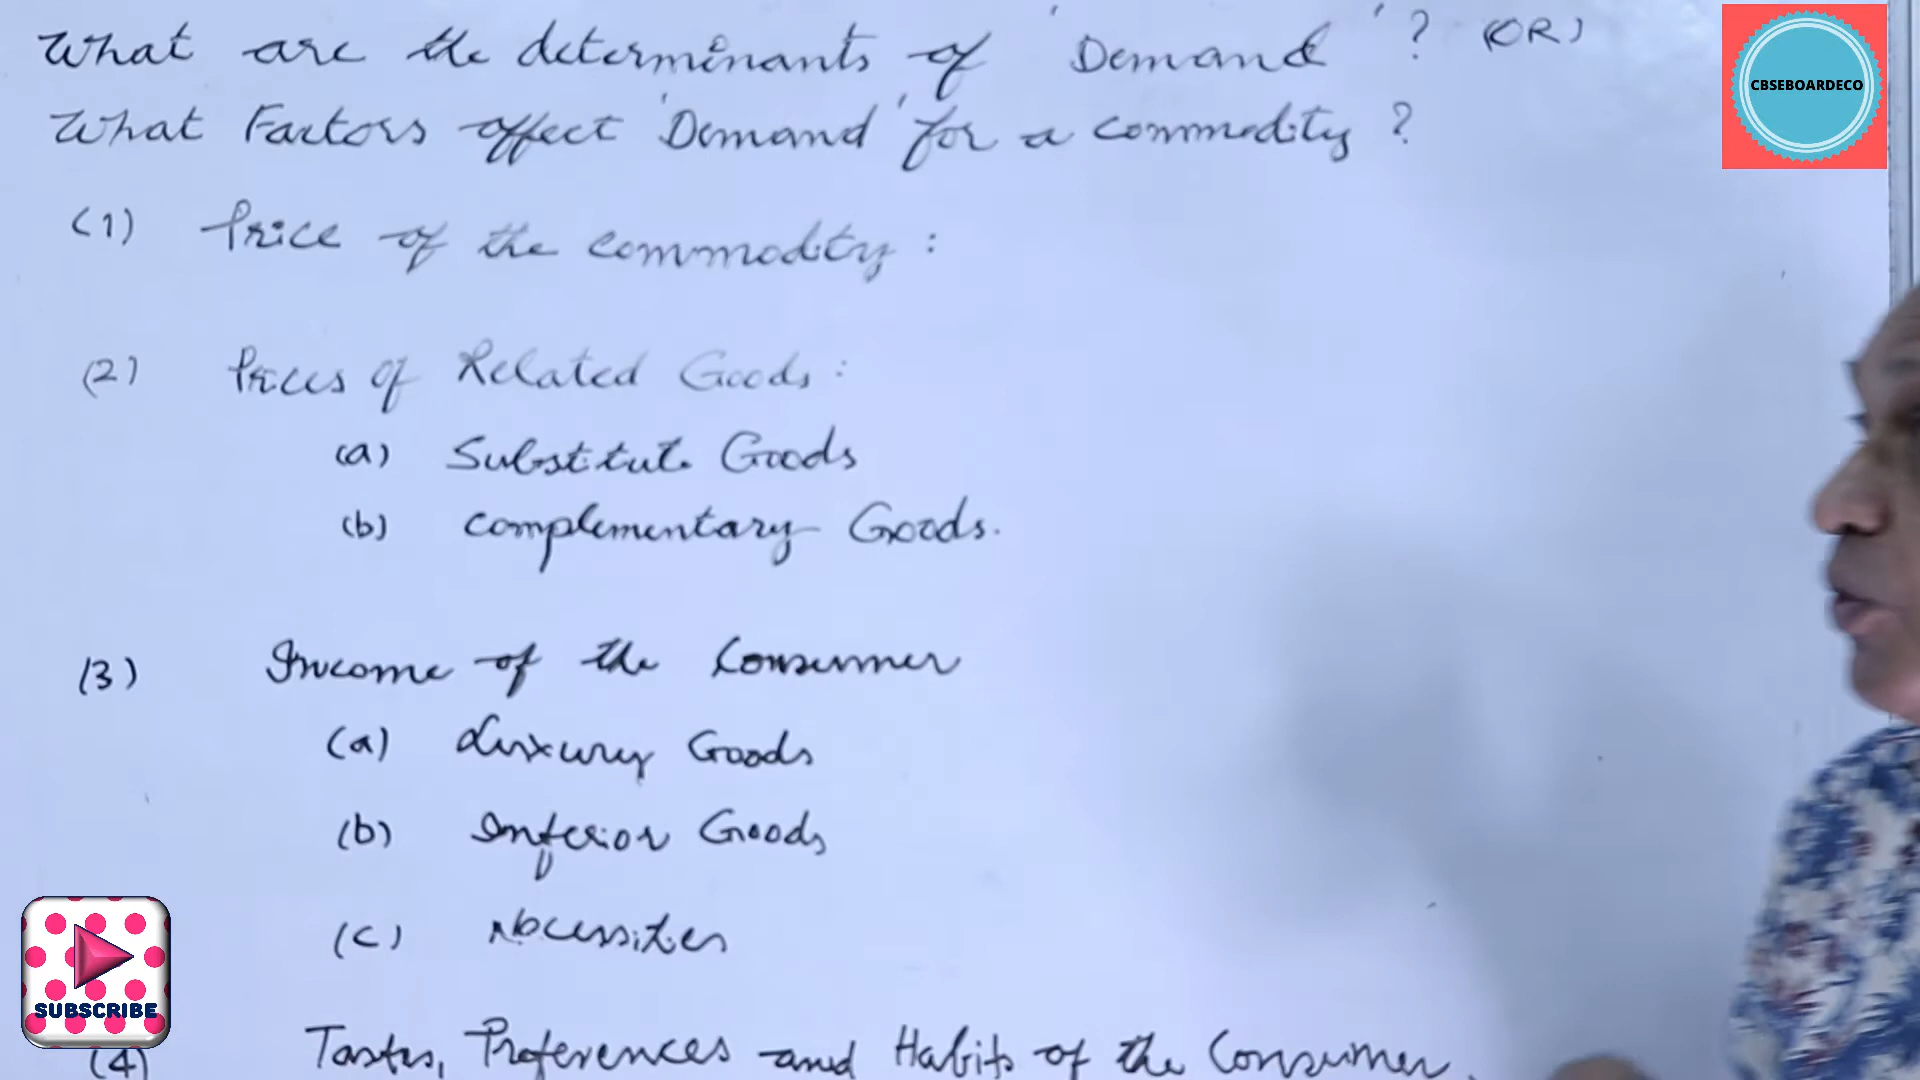 What are the determinants of 'Demand'? (OR)
What Factors affect 'Demand' for a commodity?
(1) Price of the commodity:
(2) Prices of Related Goods:
(a) Substitute Goods
(b) Complementary Goods.
(3) Income of the Consumer
(a) Luxury Goods
(b) Inferior Goods
(c) Necessities
(4) Tastes, Preferences and Habits of the Consumer.
CBSEBOARDECO
SUBSCRIBE